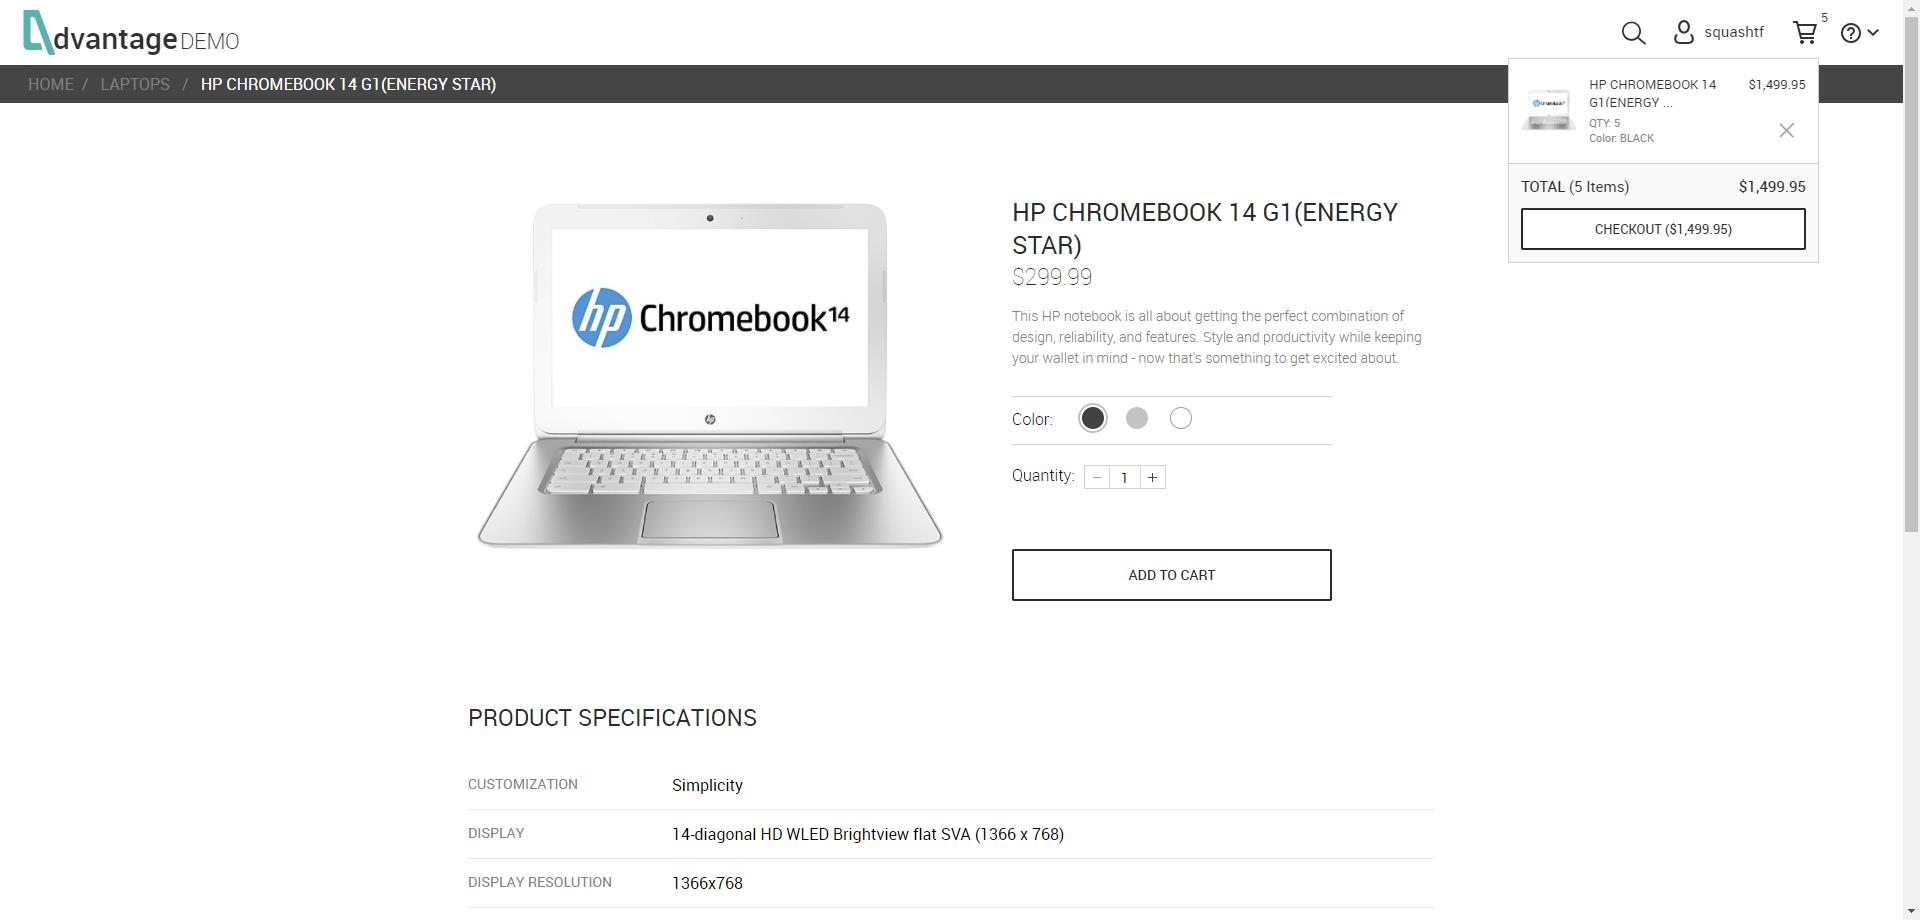 dvantage DEMO
squashtf
5
HOME / LAPTOPS / HP CHROMEBOOK 14 G1(ENERGY STAR)
HP CHROMEBOOK 14 $1,499.95
G1(ENERGY ...
QTY: 5
Color: BLACK
TOTAL (5 Items) $1,499.95
CHECKOUT ($1,499.95)
hp Chromebook14
HP CHROMEBOOK 14 G1(ENERGY
STAR)
$299.99
This HP notebook is all about getting the perfect combination of
design, reliability, and features. Style and productivity while keeping
your wallet in mind - now that's something to get excited about.
Color:
Quantity: − 1 +
ADD TO CART
PRODUCT SPECIFICATIONS
CUSTOMIZATION Simplicity
DISPLAY 14-diagonal HD WLED Brightview flat SVA (1366 x 768)
DISPLAY RESOLUTION 1366x768